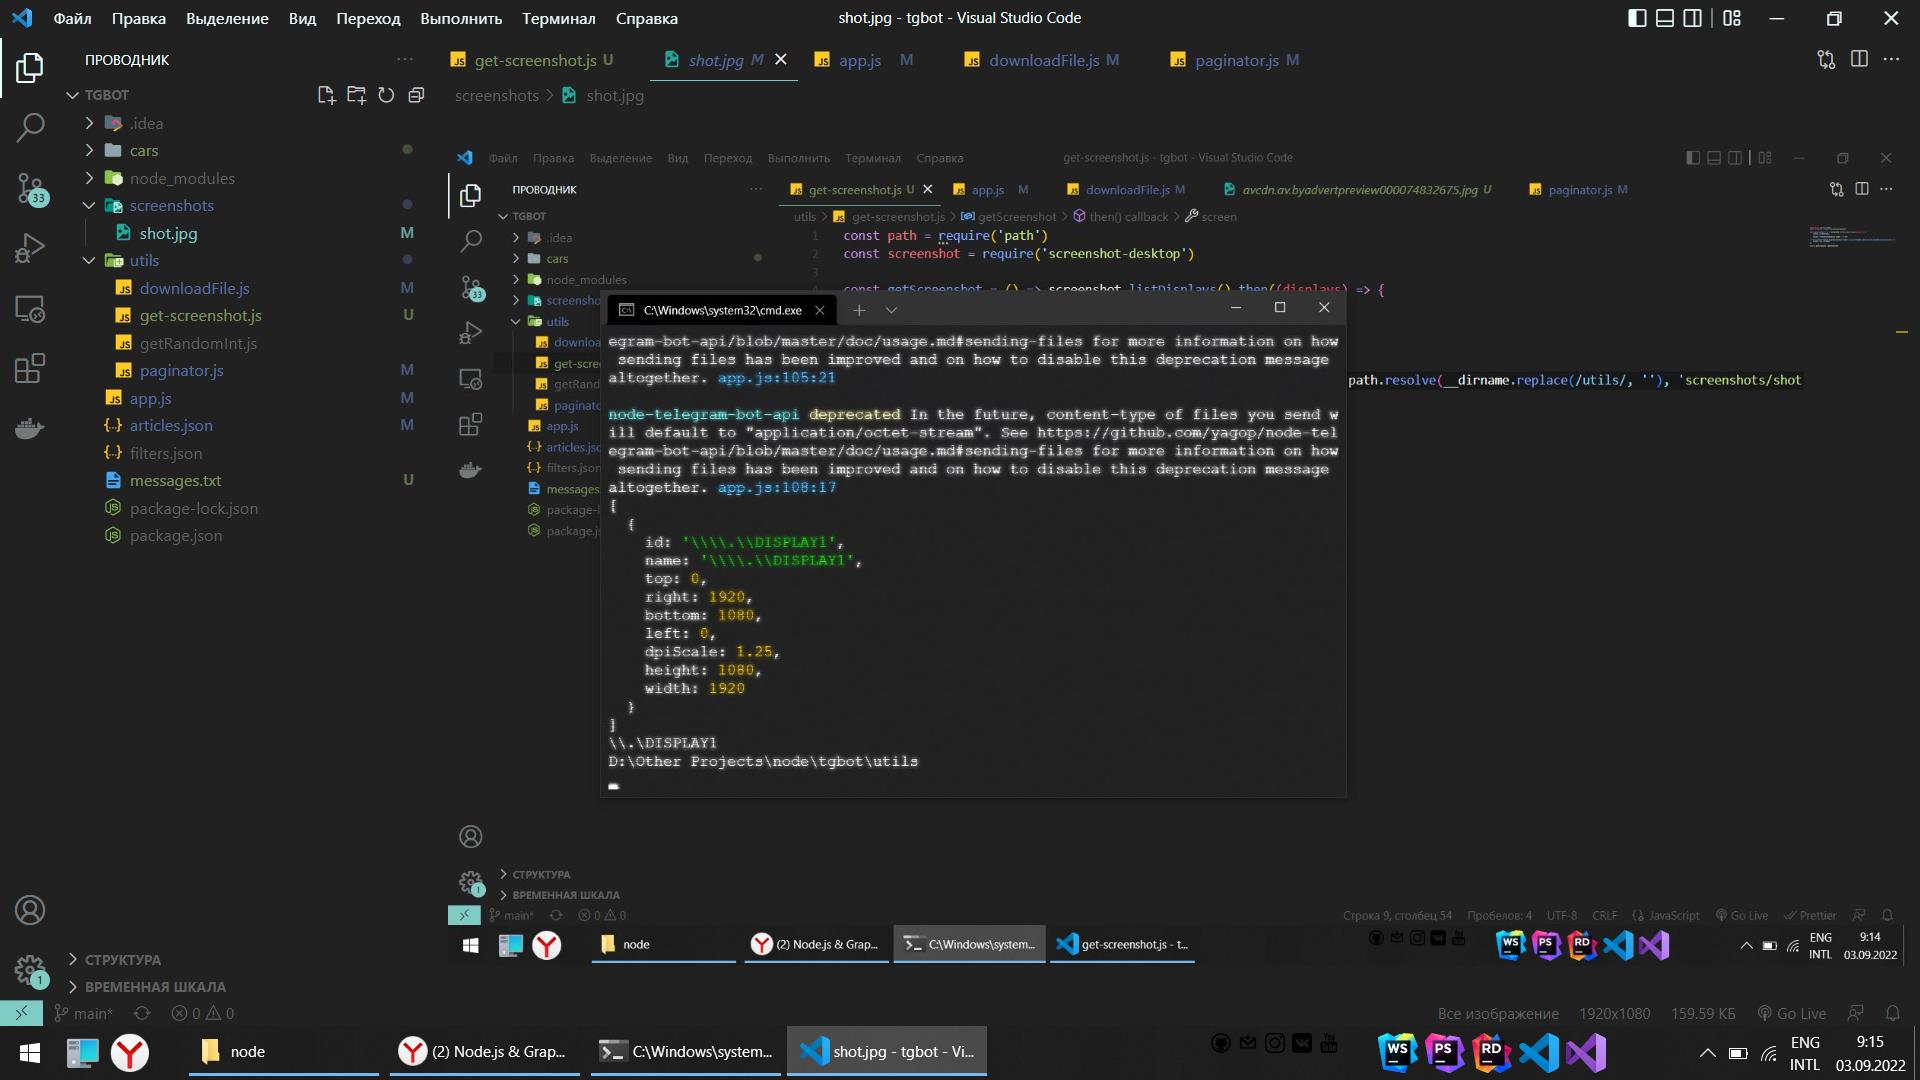 Файл Правка Выделение Вид Переход Выполнить Терминал Справка
shot.jpg - tgbot - Visual Studio Code
ПРОВОДНИК
get-screenshot.js U
shot.jpg M
app.js M
downloadFile.js M
paginator.js M
TGBOT
screenshots > shot.jpg
.idea
cars
node_modules
screenshots
shot.jpg M
utils
downloadFile.js M
get-screenshot.js U
getRandomInt.js
paginator.js M
app.js M
articles.json M
filters.json
messages.txt U
package-lock.json
package.json
33
Файл Правка Выделение Вид Переход Выполнить Терминал Справка
get-screenshot.js - tgbot - Visual Studio Code
ПРОВОДНИК
get-screenshot.js U
app.js M
downloadFile.js M
avcdn.av.byadvertpreview000074832675.jpg U
paginator.js M
TGBOT
utils > get-screenshot.js > getScreenshot > then() callback > screen
.idea
cars
node_modules
screensho
utils
downloa
get-scre
getRand
paginato
app.js
articles.jso
filters.json
messages
package-l
package.js
33
1 const path = require('path')
2 const screenshot = require('screenshot-desktop')
3
4 const getScreenshot = () => screenshot.listDisplays().then((displays) => {
path.resolve(__dirname.replace(/utils/, ''), 'screenshots/shot
C:\Windows\system32\cmd.exe
egram-bot-api/blob/master/doc/usage.md#sending-files for more information on how
sending files has been improved and on how to disable this deprecation message
altogether. app.js:105:21
node-telegram-bot-api deprecated In the future, content-type of files you send w
ill default to "application/octet-stream". See https://github.com/yagop/node-tel
egram-bot-api/blob/master/doc/usage.md#sending-files for more information on how
sending files has been improved and on how to disable this deprecation message
altogether. app.js:108:17
[
{
id: '\\\\.\\DISPLAY1',
name: '\\\\.\\DISPLAY1',
top: 0,
right: 1920,
bottom: 1080,
left: 0,
dpiScale: 1.25,
height: 1080,
width: 1920
}
]
\\.\DISPLAY1
D:\Other Projects\node\tgbot\utils
СТРУКТУРА
ВРЕМЕННАЯ ШКАЛА
1
main* 0 0
Строка 9, столбец 54 Пробелов: 4 UTF-8 CRLF JavaScript Go Live Prettier
node
(2) Node.js & Grap...
C:\Windows\system...
get-screenshot.js - t...
WS PS RD
ENG
INTL
9:14
03.09.2022
СТРУКТУРА
ВРЕМЕННАЯ ШКАЛА
1
main* 0 0
Все изображение 1920x1080 159.59 КБ Go Live
node
(2) Node.js & Grap...
C:\Windows\system...
shot.jpg - tgbot - Vi...
WS PS RD
ENG
INTL
9:15
03.09.2022